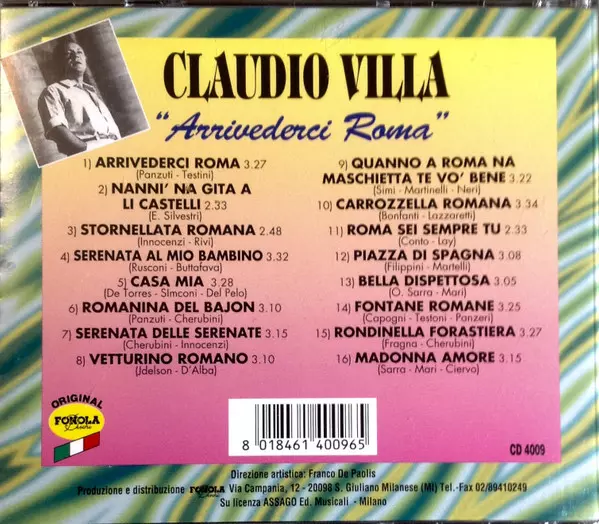 CLAUDIO VILLA
"Arrivederci Roma"
1) ARRIVEDERCI ROMA 3.27
(Panzuti - Testini)
2) NANNI' NA GITA A
LI CASTELLI 2.33
(E. Silvestri)
3) STORNELLATA ROMANA 2.48
(Innocenzi - Rivi)
4) SERENATA AL MIO BAMBINO 3.32
(Rusconi - Buttafava)
5) CASA MIA 3.28
(De Torres - SImconi - Del Pelo)
6) ROMANINA DEL BAJON 3.10
(Panzuti - Cherubini)
7) SERENATA DELLE SERENATE 3.15
(Cherubini - Innocenzi)
8) VETTURINO ROMANO 3.10
(Jdelson - D'Alba)
9) QUANNO A ROMA NA
MASCHIETTA TE VO' BENE 3.22
(Simi - Martinelli - Neri)
10) CARROZZELLA ROMANA 3.34
(Bonfanti - Lazzaretti)
11) ROMA SEI SEMPRE TU 2.33
(Conto - Lay)
12) PIAZZA DI SPAGNA 3.08
(Filippini - Martelli)
13) BELLA DISPETTOSA 3.05
(O. Sarra - Mari)
14) FONTANE ROMANE 3.25
(Capogni - Testoni - Panzeri)
15) RONDINELLA FORASTIERA 3.27
(Fragna - Cherubini)
16) MADONNA AMORE 3.15
(Sarra - Mari - Ciervo)
ORIGINAL
FONOLA
8 018461 400965
CD 4009
Direzione artistica: Franco De Paolis
Produzione e distribuzione FONOLA Via Campania, 12 - 20098 S. Giuliano Milanese (MI) Tel.-Fax 02/89410249
Su licenza ASSAGO Ed. Musicali - Milano